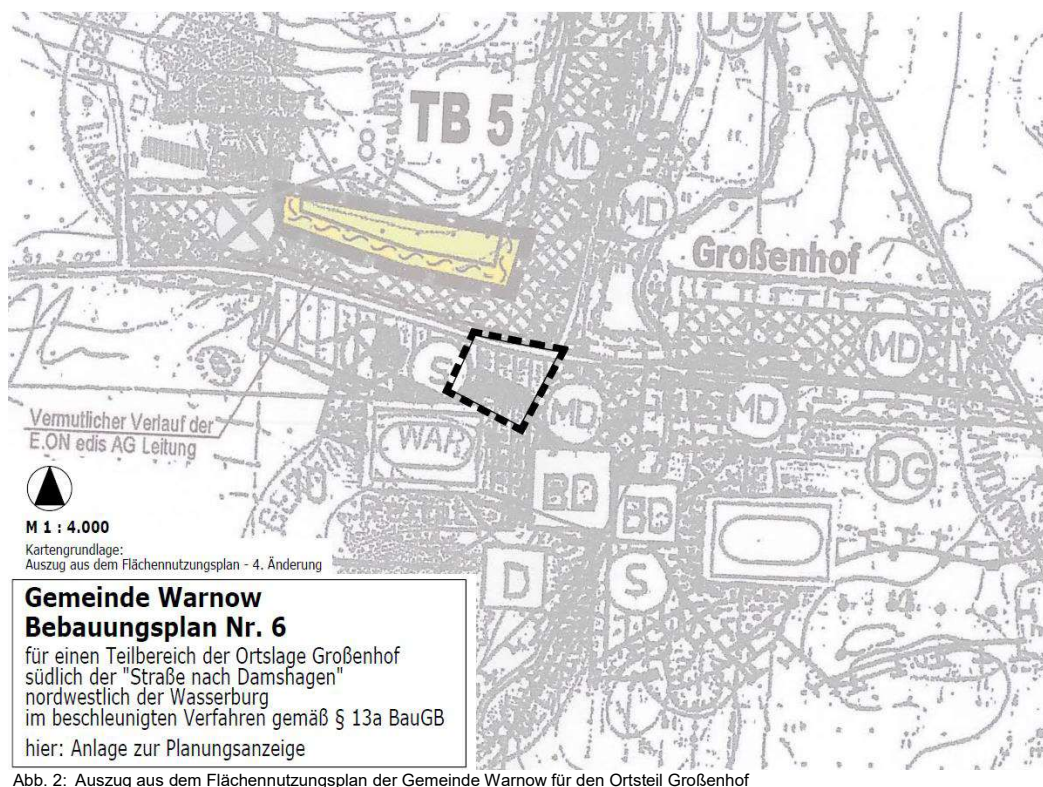 DG
TB 5
8
MD
MD
Großenhof
MD
S
MD
MD
Vermutlicher Verlauf der
E.ON edis AG Leitung
WAR
DG
BD
BD
D
S
M 1 : 4.000
Kartengrundlage:
Auszug aus dem Flächennutzungsplan - 4. Änderung
Gemeinde Warnow
Bebauungsplan Nr. 6
für einen Teilbereich der Ortslage Großenhof
südlich der "Straße nach Damshagen"
nordwestlich der Wasserburg
im beschleunigten Verfahren gemäß § 13a BauGB
hier: Anlage zur Planungsanzeige
Abb. 2: Auszug aus dem Flächennutzungsplan der Gemeinde Warnow für den Ortsteil Großenhof